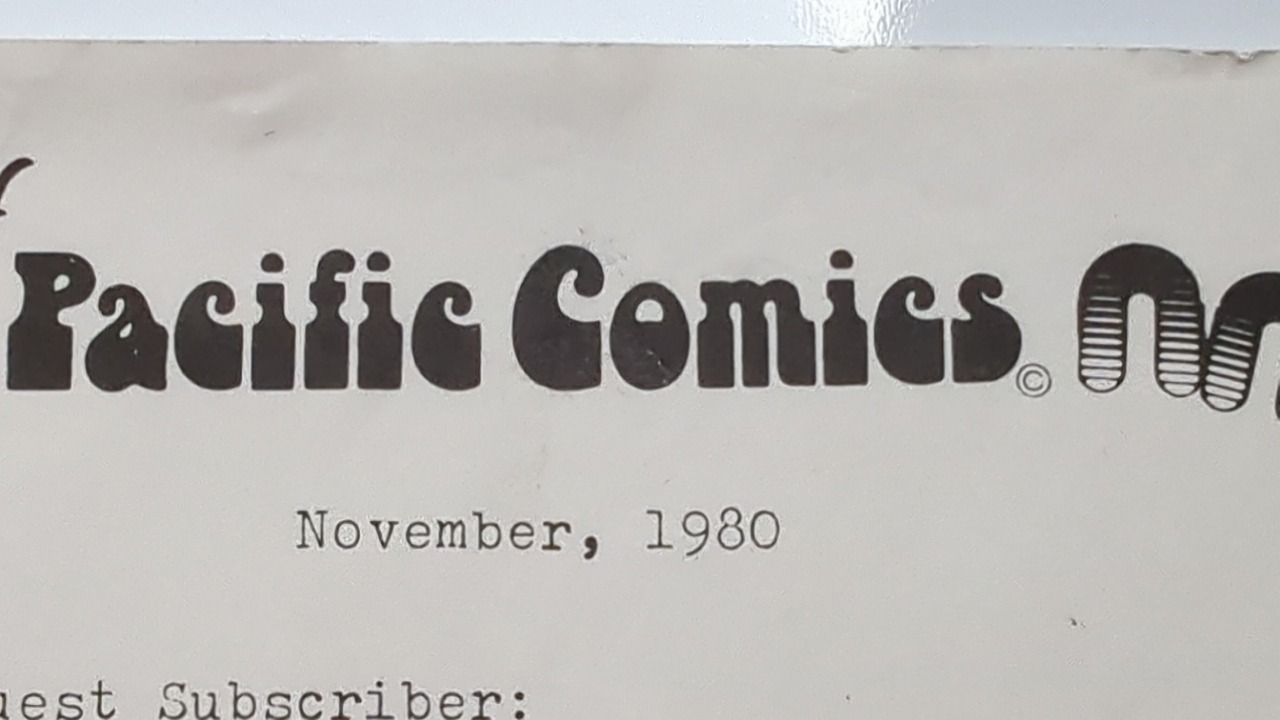 Pacific Comics©
November, 1980
uest Subscriber: